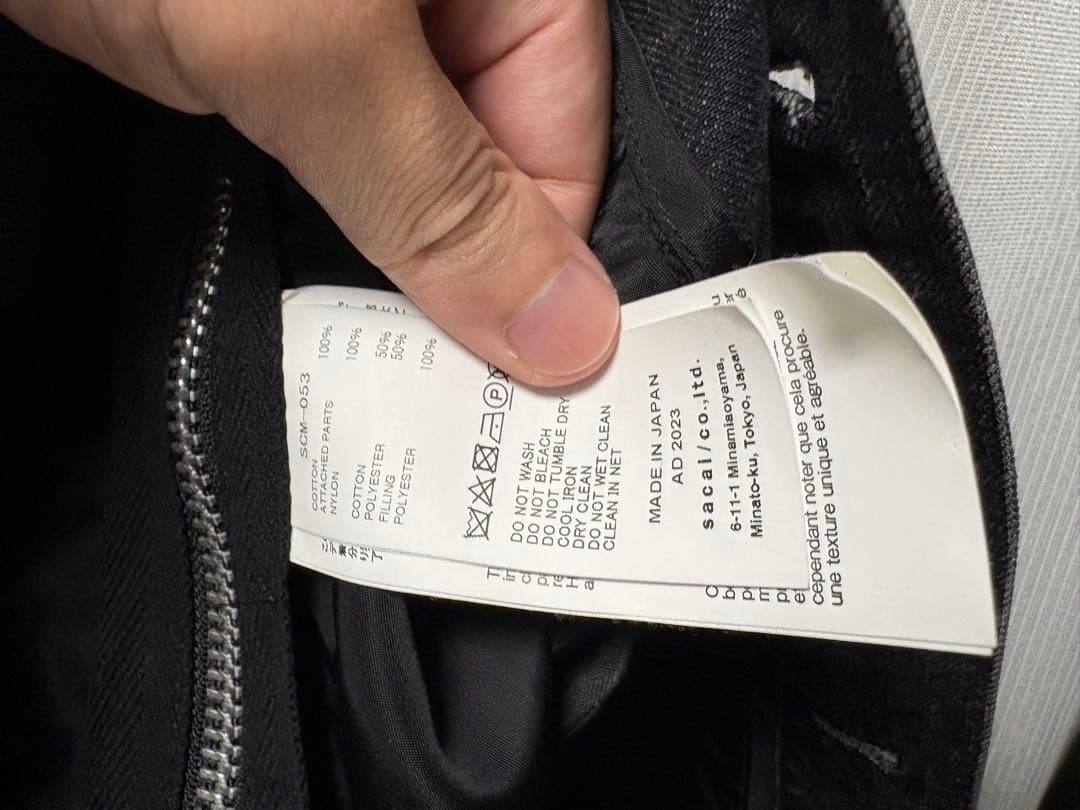 SCM-053
COTTON 100%
ATTACHED PARTS
NYLON 100%
COTTON 50%
POLYESTER 50%
FILLING
POLYESTER 100%
P
DO NOT WASH
DO NOT BLEACH
DO NOT TUMBLE DRY
COOL IRON
DRY CLEAN
DO NOT WET CLEAN
CLEAN IN NET
MADE IN JAPAN
AD 2023
sacai/co.,ltd.
6-11-1 Minamiaoyama,
Minato-ku, Tokyo, Japan
cependant noter que cela procure
une texture unique et agréable.